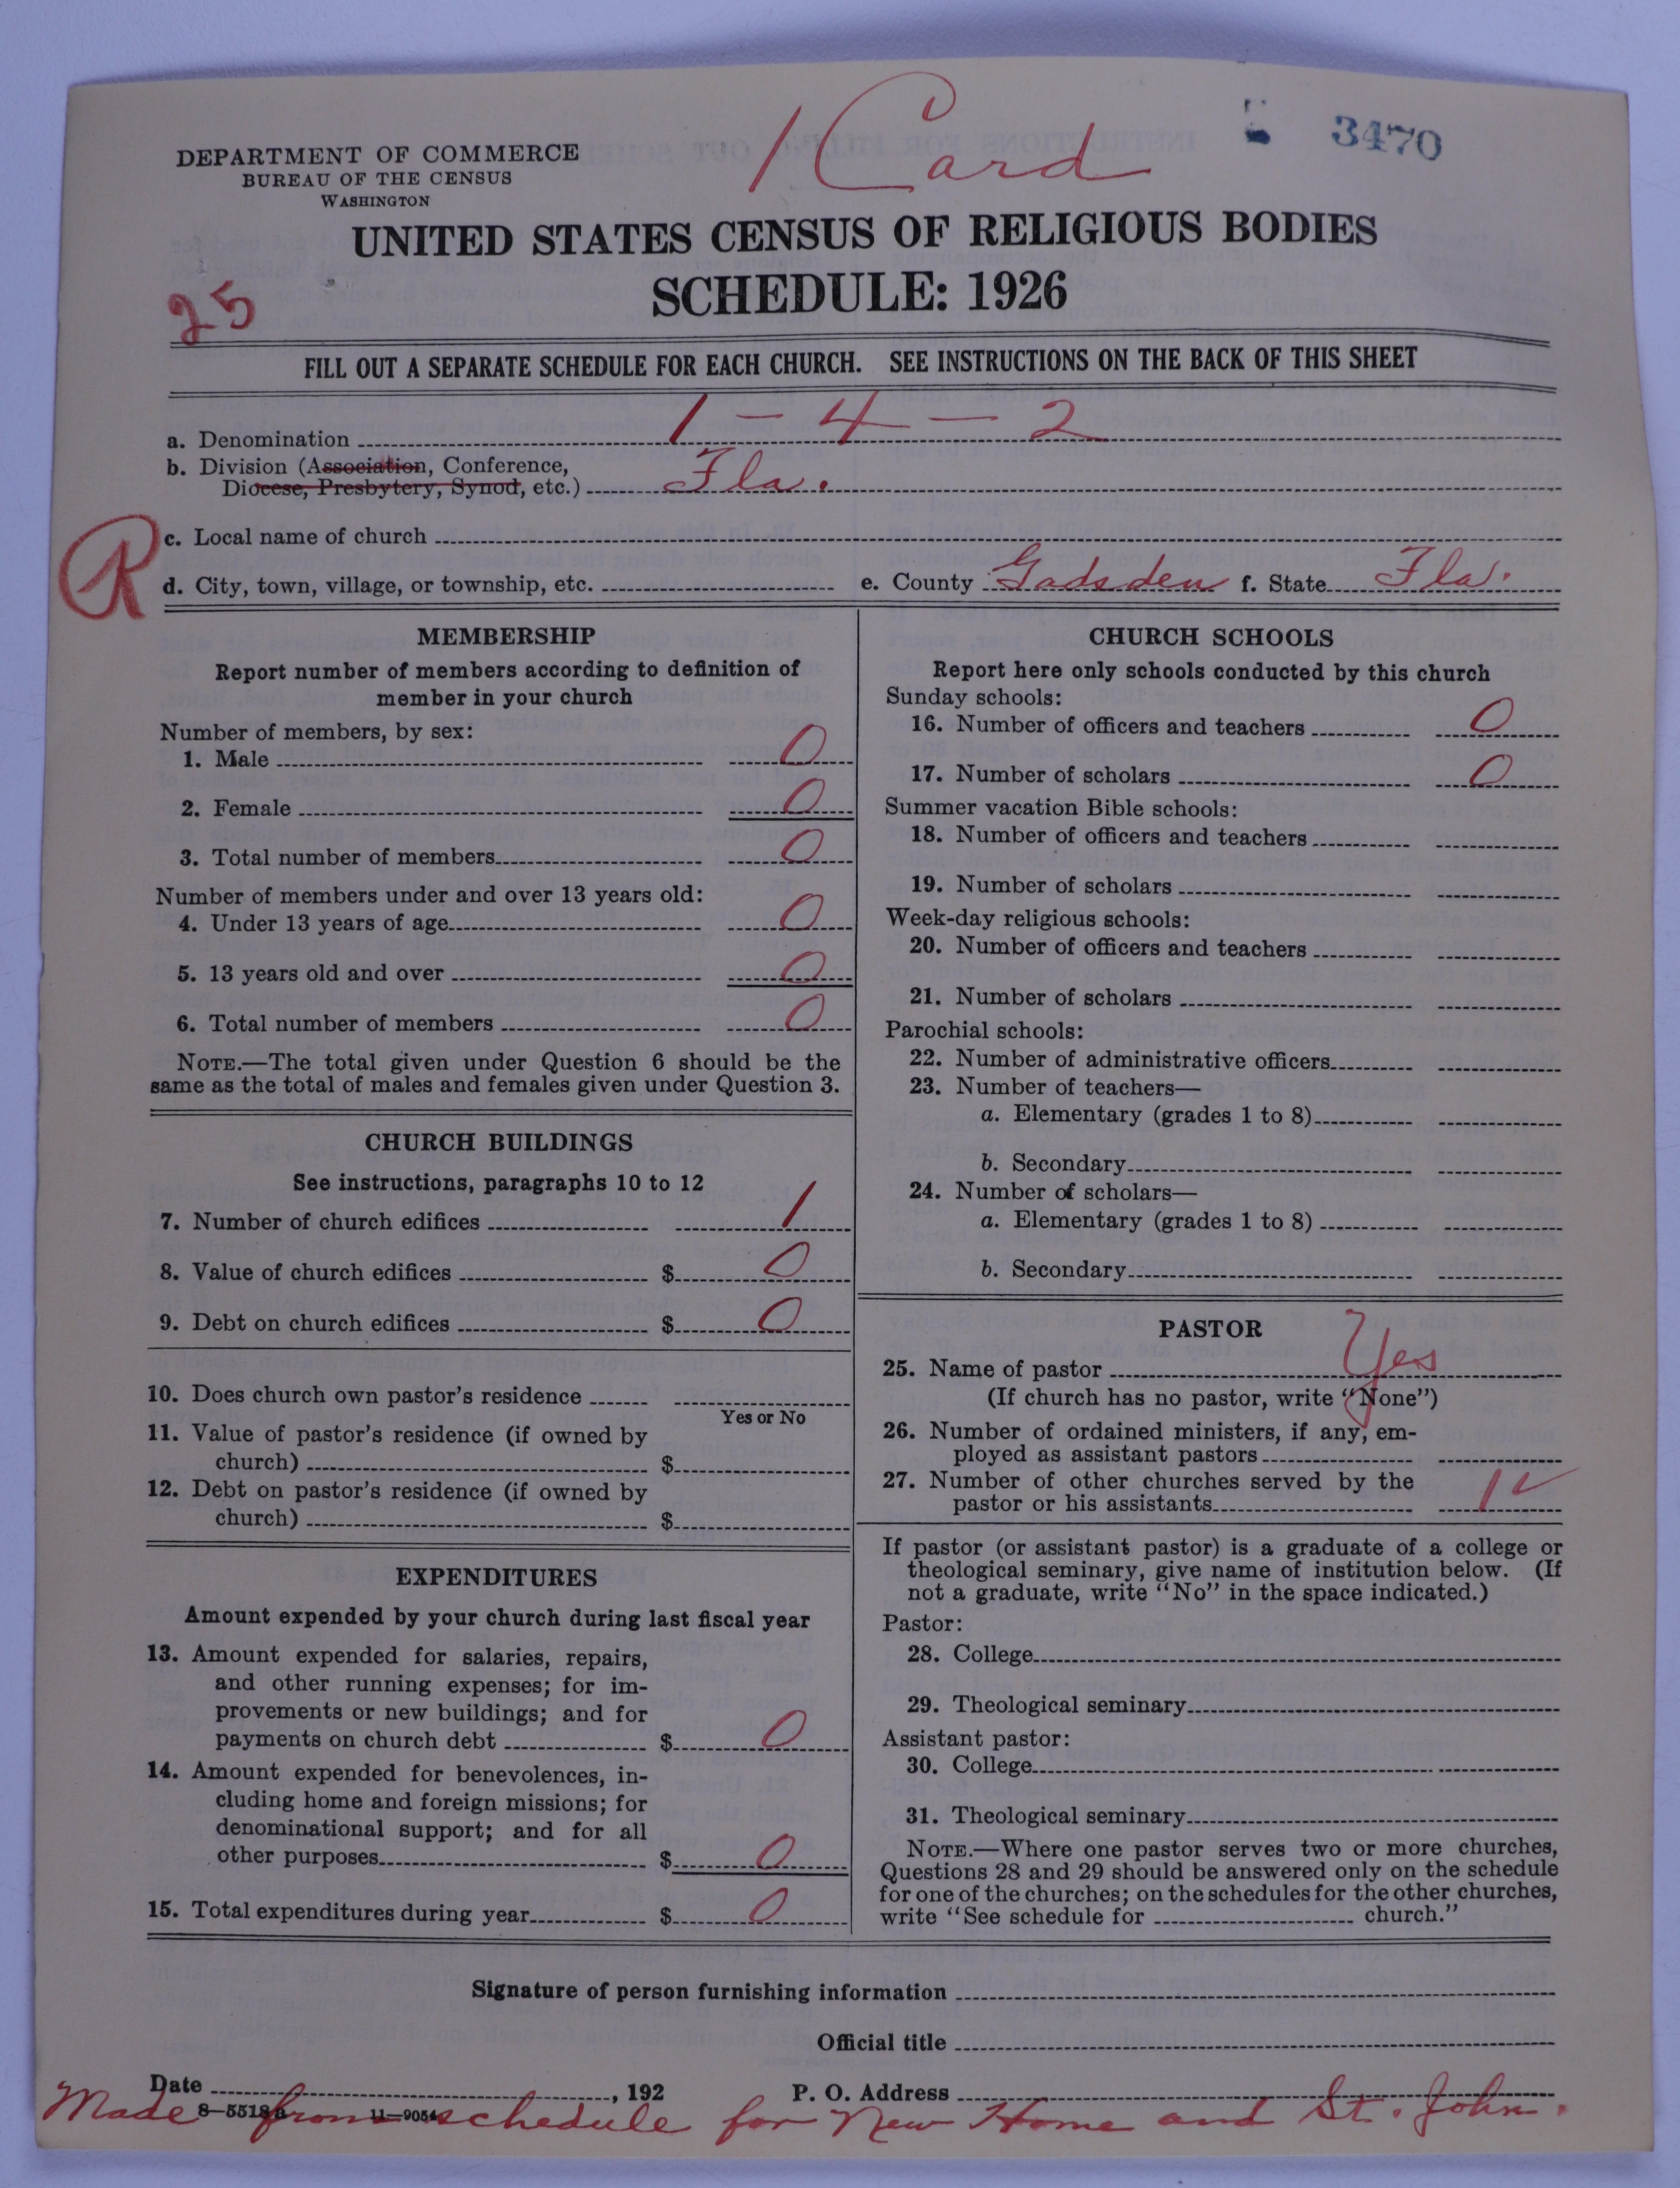 1 Card
3470
DEPARTMENT OF COMMERCE
BUREAU OF THE CENSUS
WASHINGTON
UNITED STATES CENSUS OF RELIGIOUS BODIES
SCHEDULE: 1926
25
FILL OUT A SEPARATE SCHEDULE FOR EACH CHURCH. SEE INSTRUCTIONS ON THE BACK OF THIS SHEET
a. Denomination 1 - 4 - 2
b. Division (Association, Conference,
Diocese, Presbytery, Synod, etc.) Fla.
R
c. Local name of church
d. City, town, village, or township, etc. e. County Gadsden f. State Fla.
MEMBERSHIP
Report number of members according to definition of
member in your church
Number of members, by sex:
1. Male 0
2. Female 0
3. Total number of members 0
Number of members under and over 13 years old:
4. Under 13 years of age 0
5. 13 years old and over 0
6. Total number of members 0
NOTE.—The total given under Question 6 should be the
same as the total of males and females given under Question 3.
CHURCH BUILDINGS
See instructions, paragraphs 10 to 12
7. Number of church edifices 1
8. Value of church edifices $ 0
9. Debt on church edifices $ 0
10. Does church own pastor's residence
Yes or No
11. Value of pastor's residence (if owned by
church) $
12. Debt on pastor's residence (if owned by
church) $
EXPENDITURES
Amount expended by your church during last fiscal year
13. Amount expended for salaries, repairs,
and other running expenses; for im-
provements or new buildings; and for
payments on church debt $ 0
14. Amount expended for benevolences, in-
cluding home and foreign missions; for
denominational support; and for all
other purposes $ 0
15. Total expenditures during year $ 0
CHURCH SCHOOLS
Report here only schools conducted by this church
Sunday schools:
16. Number of officers and teachers 0
17. Number of scholars 0
Summer vacation Bible schools:
18. Number of officers and teachers
19. Number of scholars
Week-day religious schools:
20. Number of officers and teachers
21. Number of scholars
Parochial schools:
22. Number of administrative officers
23. Number of teachers—
a. Elementary (grades 1 to 8)
b. Secondary
24. Number of scholars—
a. Elementary (grades 1 to 8)
b. Secondary
PASTOR
25. Name of pastor Yes
(If church has no pastor, write "None")
26. Number of ordained ministers, if any, em-
ployed as assistant pastors
27. Number of other churches served by the
pastor or his assistants 1 ✓
If pastor (or assistant pastor) is a graduate of a college or
theological seminary, give name of institution below. (If
not a graduate, write "No" in the space indicated.)
Pastor:
28. College
29. Theological seminary
Assistant pastor:
30. College
31. Theological seminary
NOTE.—Where one pastor serves two or more churches,
Questions 28 and 29 should be answered only on the schedule
for one of the churches; on the schedules for the other churches,
write "See schedule for church."
Signature of person furnishing information
Official title
Date , 192 P. O. Address
8—5518a 11—9054
Made from schedule for New Home and St. John.